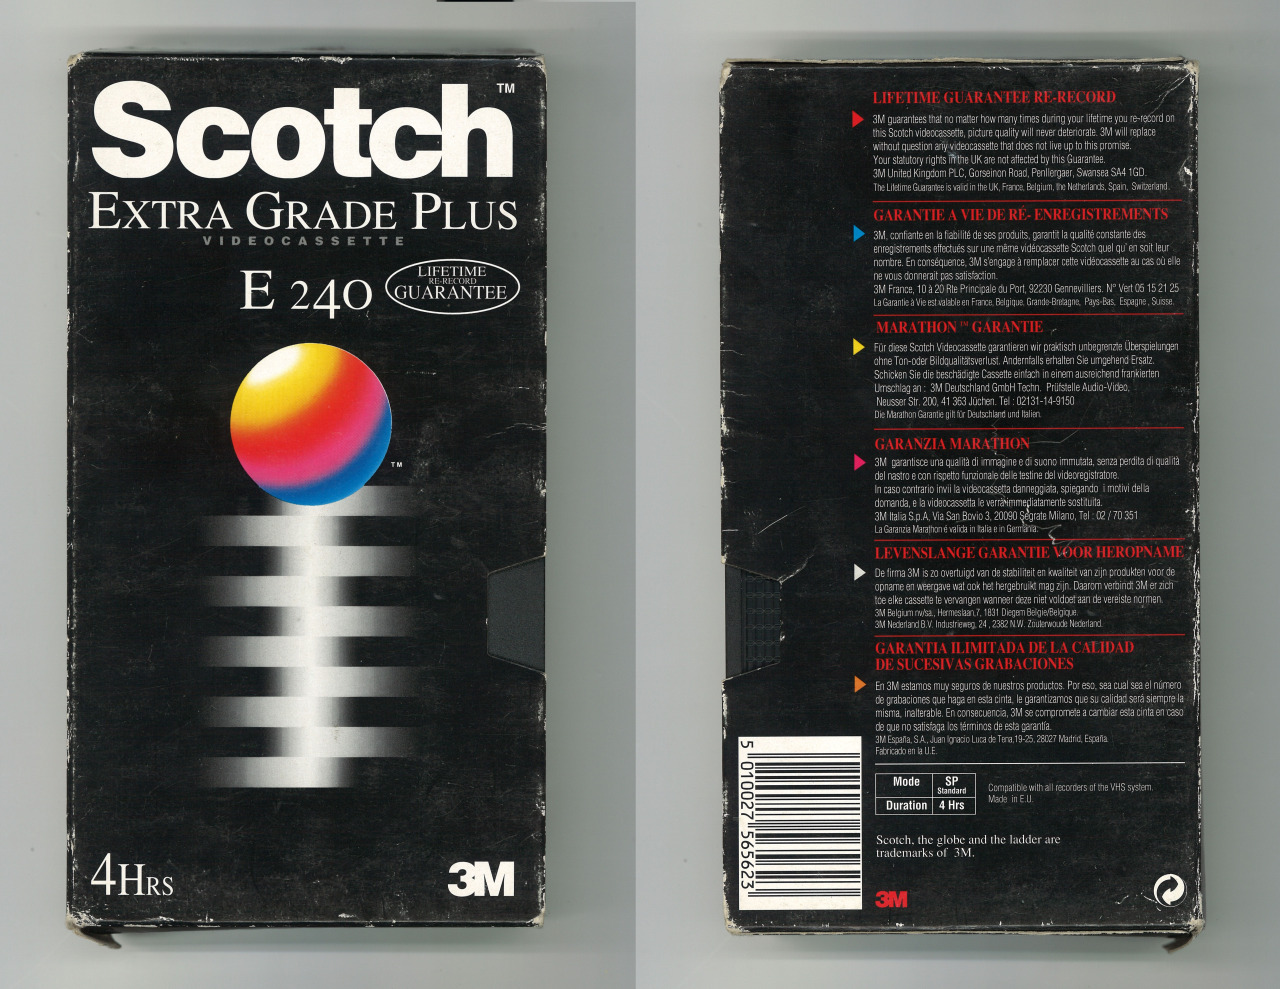 Scotch™
EXTRA GRADE PLUS
VIDEOCASSETTE
E 240
LIFETIME
RE-RECORD
GUARANTEE
TM
4HRS
3M
LIFETIME GUARANTEE RE-RECORD
3M guarantees that no matter how many times during your lifetime you re-record on
this Scotch videocassette, picture quality will never deteriorate. 3M will replace
without question any videocassette that does not live up to this promise.
Your statutory rights in the UK are not affected by this Guarantee.
3M United Kingdom PLC, Gorseinon Road, Penllergaer, Swansea SA4 1GD.
The Lifetime Guarantee is valid in the UK, France, Belgium, the Netherlands, Spain, Switzerland.
GARANTIE A VIE DE RÉ- ENREGISTREMENTS
3M, confiante en la fiabilité de ses produits, garantit la qualité constante des
enregistrements effectués sur une même vidéocassette Scotch quel qu' en soit leur
nombre. En conséquence, 3M s'engage à remplacer cette vidéocassette au cas où elle
ne vous donnerait pas satisfaction.
3M France, 10 à 20 Rte Principale du Port, 92230 Gennevilliers. N° Vert 05 15 21 25
La Garantie à Vie est valable en France, Belgique, Grande-Bretagne, Pays-Bas, Espagne, Suisse.
MARATHON ™ GARANTIE
Für diese Scotch Videocassette garantieren wir praktisch unbegrenzte Überspielungen
ohne Ton-oder Bildqualitätsverlust. Andernfalls erhalten Sie umgehend Ersatz.
Schicken Sie die beschädigte Cassette einfach in einem ausreichend frankierten
Umschlag an : 3M Deutschland GmbH Techn. Prüfstelle Audio-Video,
Neusser Str. 200, 41 363 Jüchen. Tel : 02131-14-9150
Die Marathon Garantie gilt für Deutschland und Italien.
GARANZIA MARATHON
3M garantisce una qualità di immagine e di suono immutata, senza perdita di qualità
del nastro e con rispetto funzionale delle testine del videoregistratore.
In caso contrario invii la videocassetta danneggiata, spiegando i motivi della
domanda, e la videocassetta le verrà immediatamente sostituita.
3M Italia S.p.A, Via San Bovio 3, 20090 Segrate Milano, Tel : 02 / 70 351
La Garanzia Marathon é valida in Italia e in Germania.
LEVENSLANGE GARANTIE VOOR HEROPNAME
De firma 3M is zo overtuigd van de stabiliteit en kwaliteit van zijn produkten voor de
opname en weergave wat ook het hergebruikt mag zijn. Daarom verbindt 3M er zich
toe elke cassette te vervangen wanneer deze niet voldoet aan de vereiste normen.
3M Belgium nv/sa., Hermeslaan,7, 1831 Diegem Belgie/Belgique.
3M Nederland B.V. Industrieweg, 24 , 2382 N.W. Zoúterwoude Nederland.
GARANTIA ILIMITADA DE LA CALIDAD
DE SUCESIVAS GRABACIONES
En 3M estamos muy seguros de nuestros productos. Por eso, sea cual sea el número
de grabaciones que haga en esta cinta, le garantizamos que su calidad será siempre la
misma, inalterable. En consecuencia, 3M se compromete a cambiar esta cinta en caso
de que no satisfaga los términos de esta garantía.
3M España, S.A., Juan Ignacio Luca de Tena,19-25, 28027 Madrid, España.
Fabricado en la U.E.
Mode SP Standard
Duration 4 Hrs
Compatible with all recorders of the VHS system.
Made in E.U.
Scotch, the globe and the ladder are
trademarks of 3M.
3M
5 010027 565623